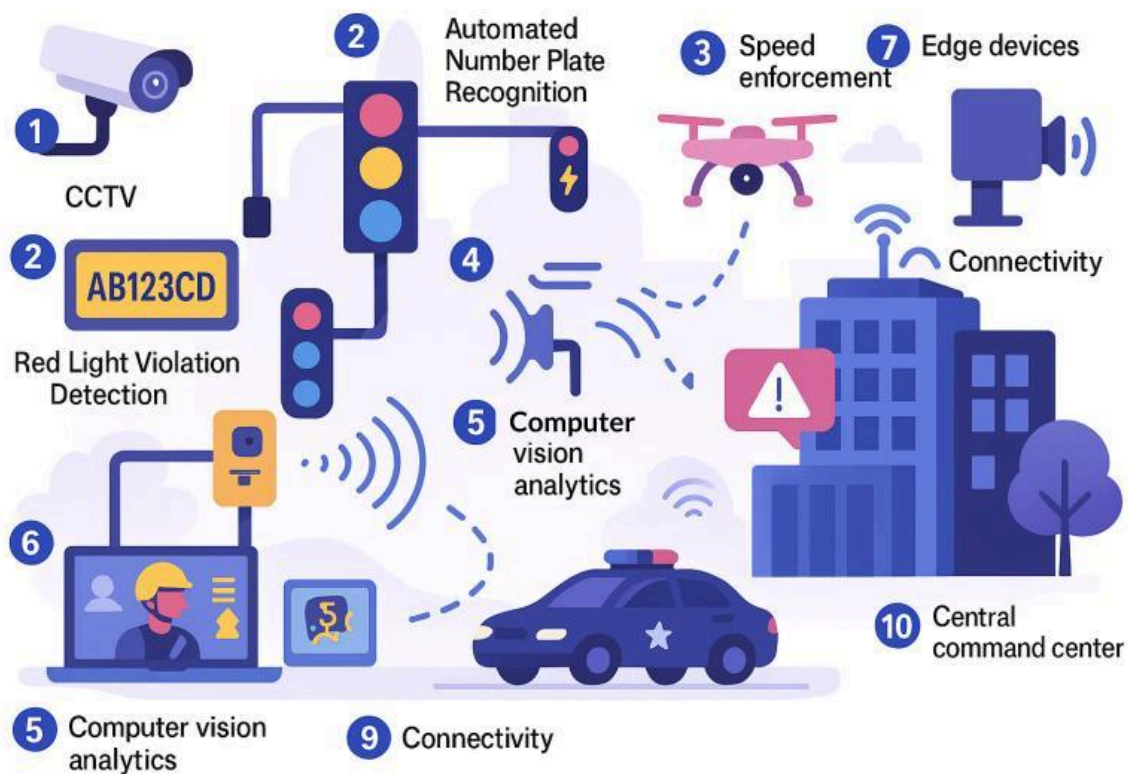 1
CCTV
2
Automated
Number Plate
Recognition
3
Speed
enforcement
7
Edge devices
2
AB123CD
Red Light Violation
Detection
4
Connectivity
5
Computer
vision
analytics
6
5
Computer vision
analytics
9
Connectivity
10
Central
command center